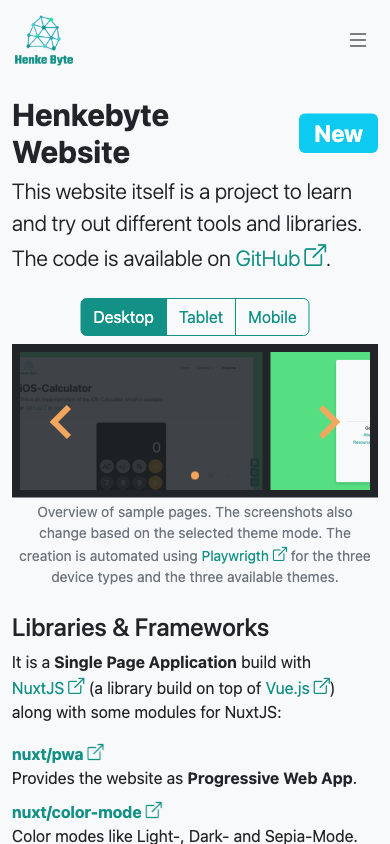 Henke Byte
Henkebyte
Website
New
This website itself is a project to learn
and try out different tools and libraries.
The code is available on GitHub.
Desktop
Tablet
Mobile
iOS-Calculator
0
Overview of sample pages. The screenshots also
change based on the selected theme mode. The
creation is automated using Playwrigth for the three
device types and the three available themes.
Libraries & Frameworks
It is a Single Page Application build with
NuxtJS (a library build on top of Vue.js)
along with some modules for NuxtJS:
nuxt/pwa
Provides the website as Progressive Web App.
nuxt/color-mode
Color modes like Light-, Dark- and Sepia-Mode.